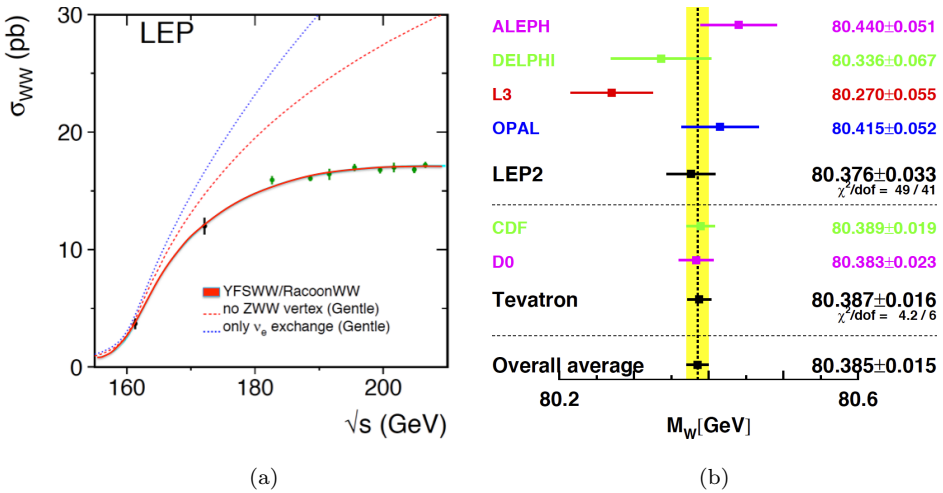 LEP
σWW (pb)
30
20
10
0
YFSWW/RacoonWW
no ZWW vertex (Gentle)
only νe exchange (Gentle)
160 180 200
√s (GeV)
(a)
ALEPH 80.440±0.051
DELPHI 80.336±0.067
L3 80.270±0.055
OPAL 80.415±0.052
LEP2 80.376±0.033
χ²/dof = 49 / 41
CDF 80.389±0.019
D0 80.383±0.023
Tevatron 80.387±0.016
χ²/dof = 4.2 / 6
Overall average 80.385±0.015
80.2 80.6
MW[GeV]
(b)